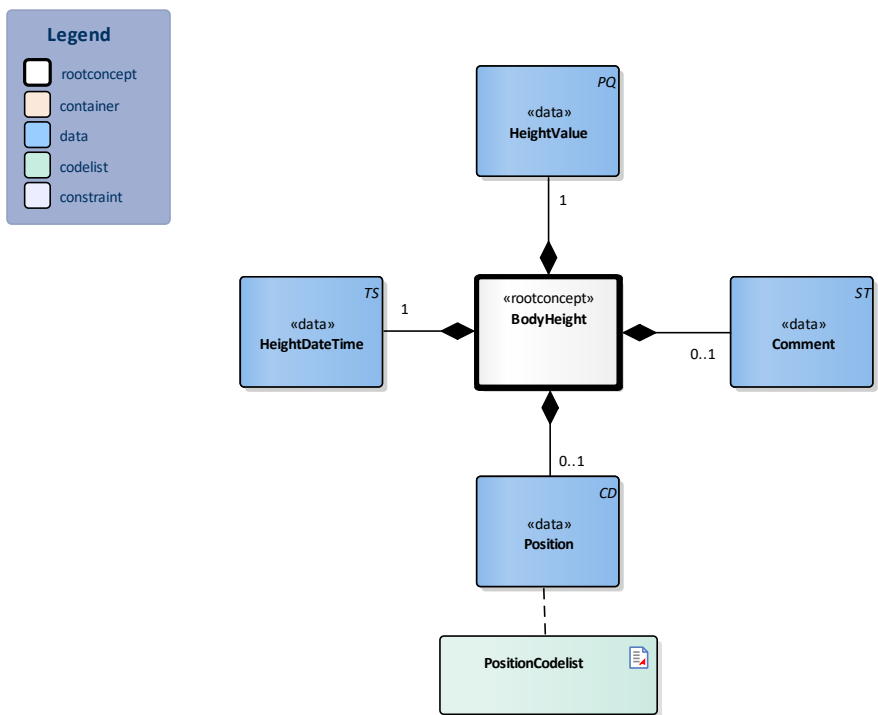 Legend
rootconcept
container
data
codelist
constraint
PQ
«data»
HeightValue
1
TS
«data»
HeightDateTime
1
«rootconcept»
BodyHeight
ST
«data»
Comment
0..1
0..1
CD
«data»
Position
PositionCodelist